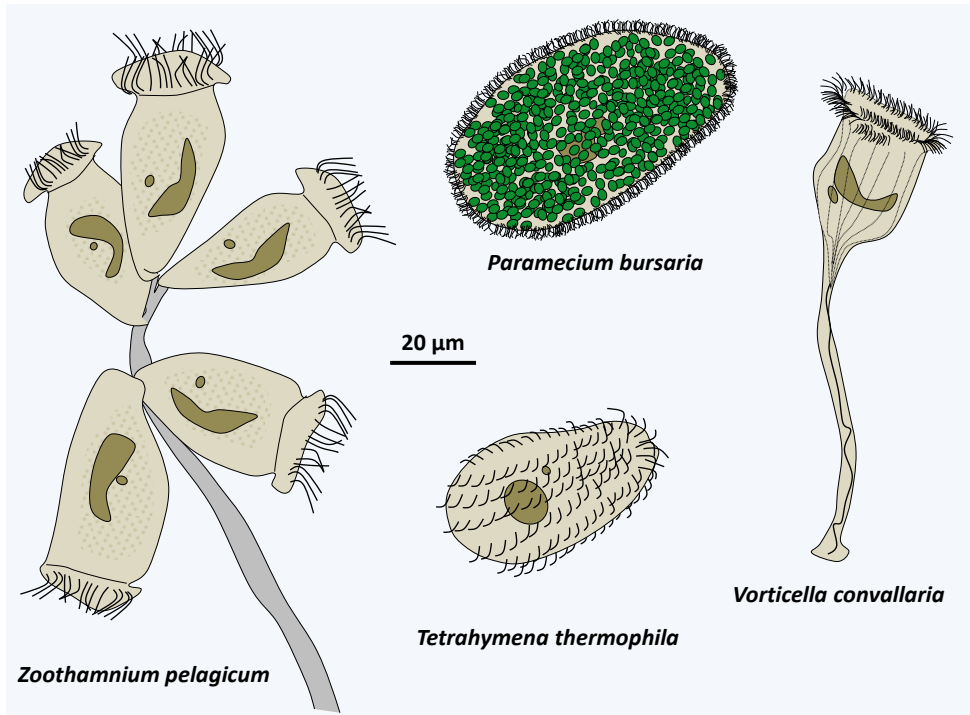 Paramecium bursaria
20 µm
Vorticella convallaria
Tetrahymena thermophila
Zoothamnium pelagicum